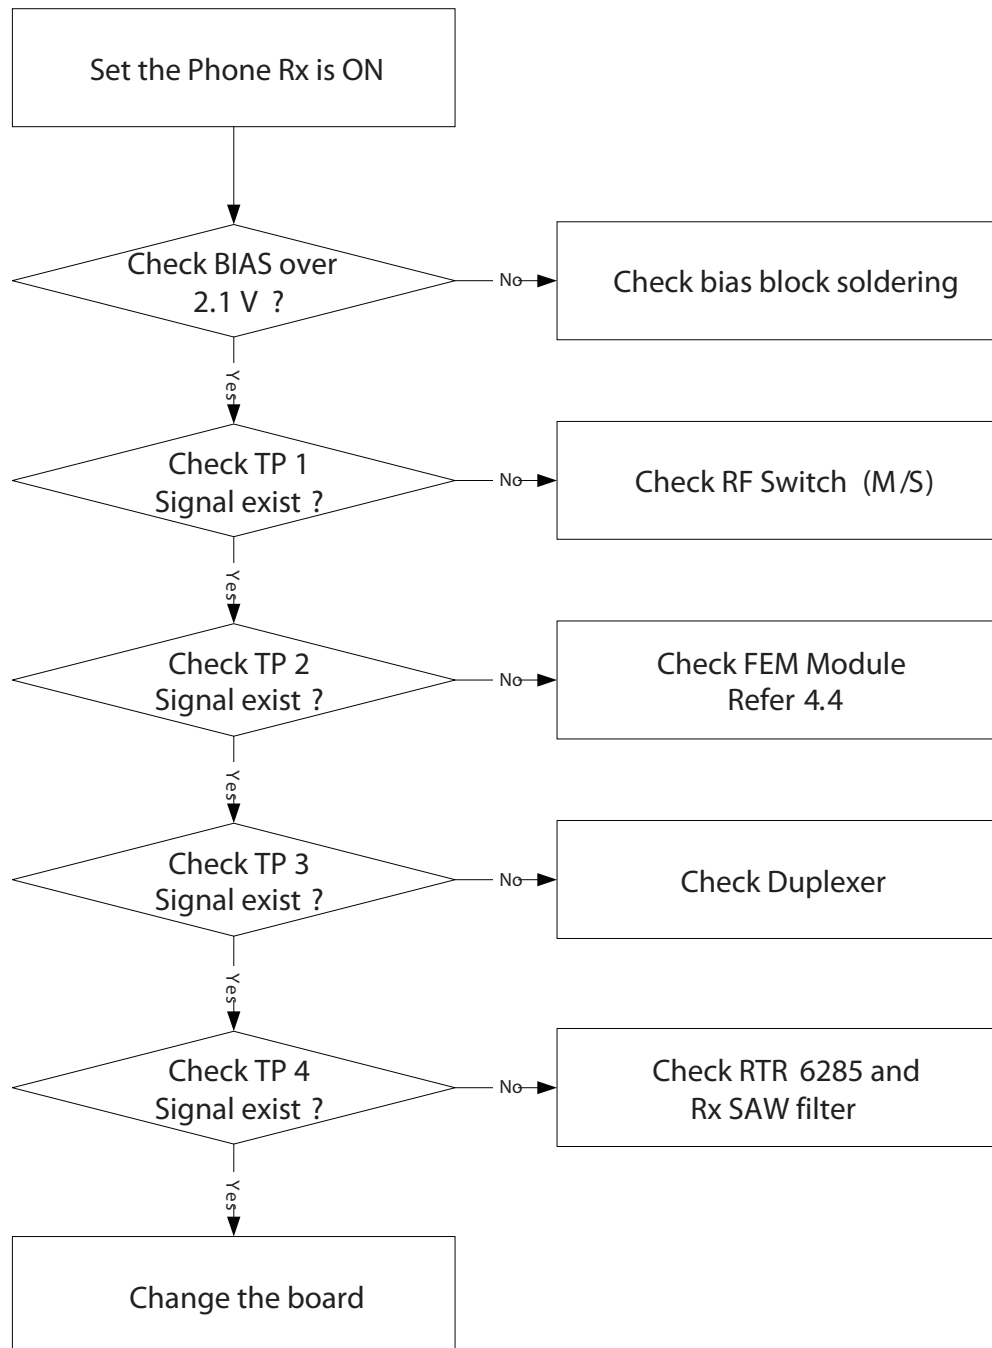 Set the Phone Rx is ON
Check BIAS over
2.1 V ?
No
Check bias block soldering
Yes
Check TP 1
Signal exist ?
No
Check RF Switch (M/S)
Yes
Check TP 2
Signal exist ?
No
Check FEM Module
Refer 4.4
Yes
Check TP 3
Signal exist ?
No
Check Duplexer
Yes
Check TP 4
Signal exist ?
No
Check RTR 6285 and
Rx SAW filter
Yes
Change the board